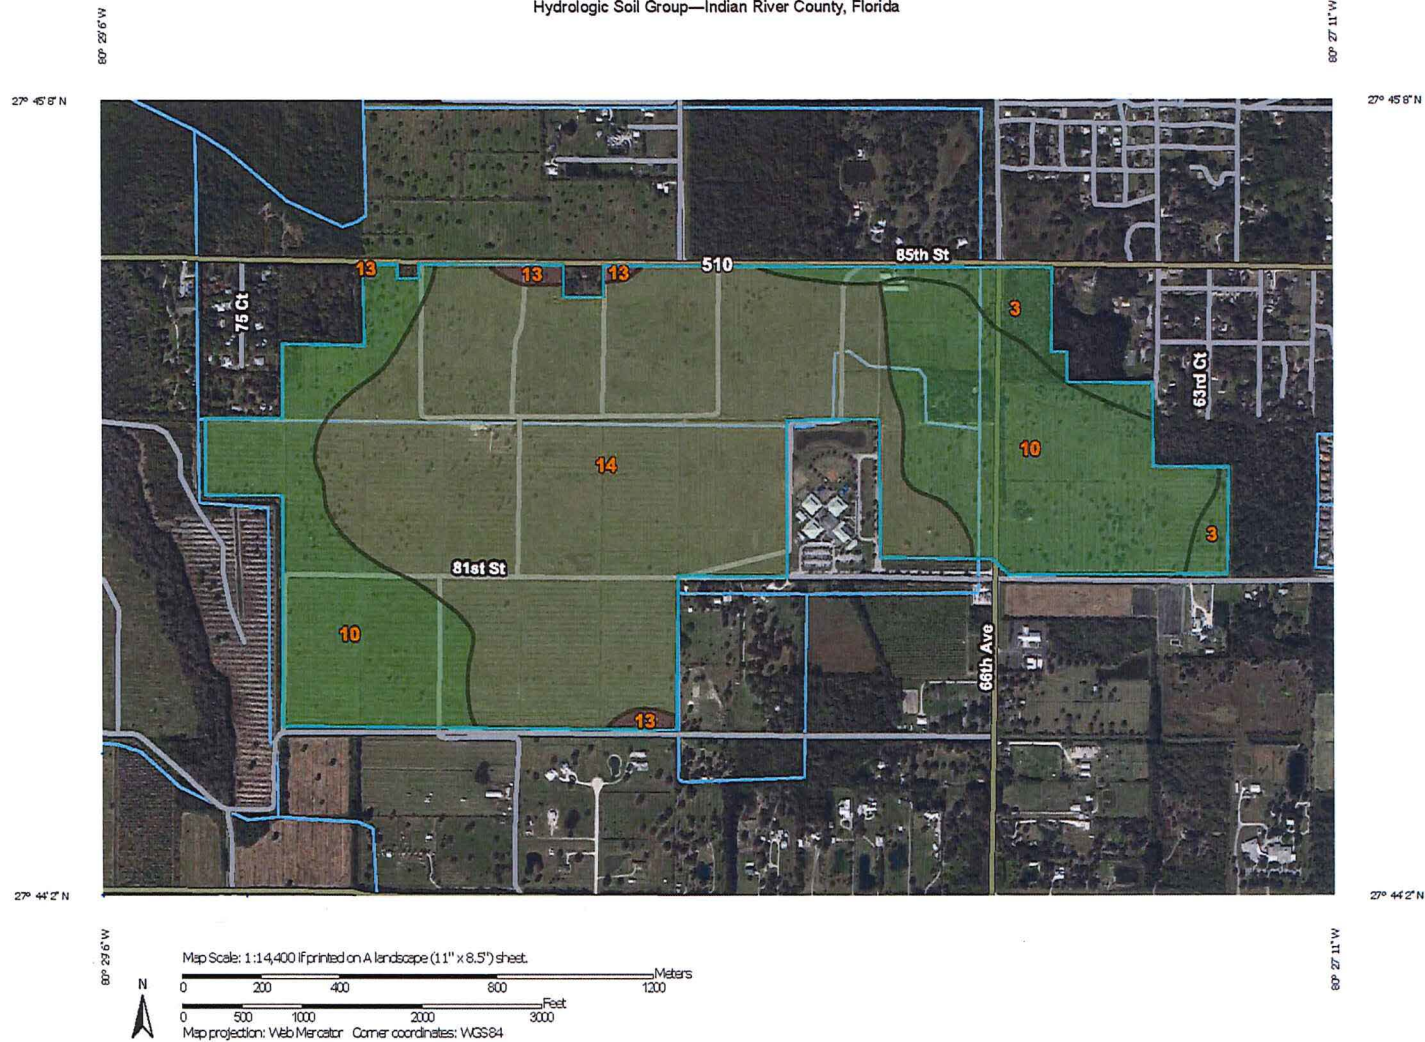 Hydrologic Soil Group—Indian River County, Florida
80° 29' 6" W
80° 27' 11" W
27° 45' 8" N
27° 45' 8" N
85th St
510
13
13
13
3
75 Ct
63rd Ct
10
14
3
81st St
10
66th Ave
13
27° 44' 2" N
27° 44' 2" N
80° 29' 6" W
80° 27' 11" W
Map Scale: 1:14,400 if printed on A landscape (11" x 8.5") sheet.
N
Meters
0 200 400 800 1200
Feet
0 500 1000 2000 3000
Map projection: Web Mercator Corner coordinates: WGS84